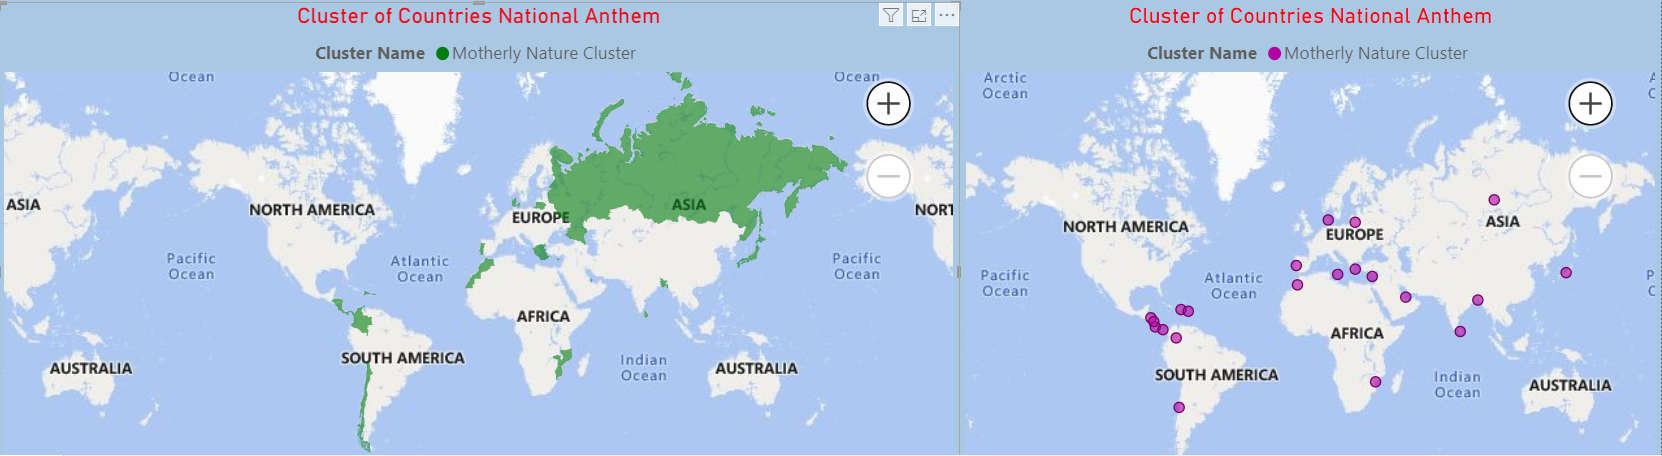 Cluster of Countries National Anthem
Cluster Name Motherly Nature Cluster
Ocean
Ocean
ASIA
NORTH AMERICA
EUROPE
ASIA
NORT
Pacific
Ocean
Atlantic
Ocean
Pacific
Ocean
AFRICA
SOUTH AMERICA
Indian
Ocean
AUSTRALIA
AUSTRALIA
Cluster of Countries National Anthem
Cluster Name Motherly Nature Cluster
Arctic
Ocean
NORTH AMERICA
EUROPE
ASIA
Pacific
Ocean
Atlantic
Ocean
AFRICA
SOUTH AMERICA
Indian
Ocean
AUSTRALIA